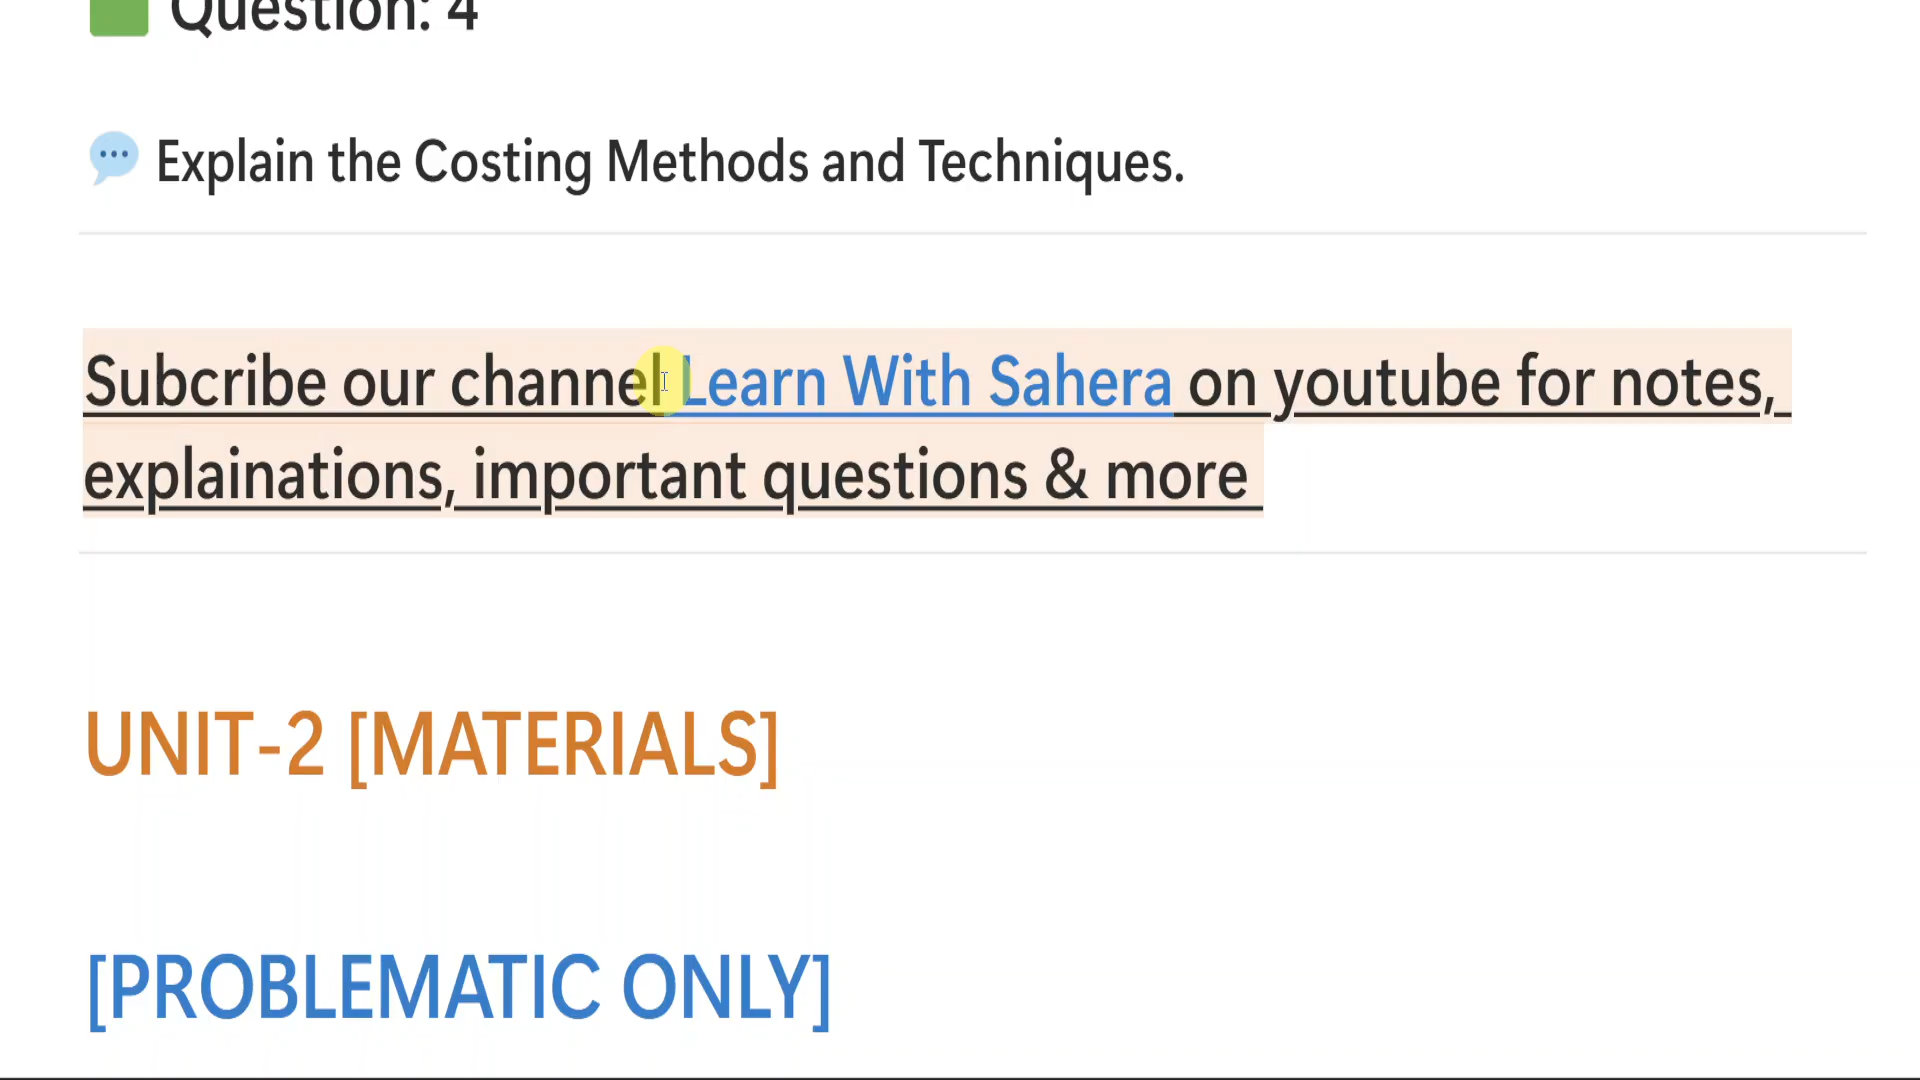 Question: 4
Explain the Costing Methods and Techniques.
Subcribe our channel Learn With Sahera on youtube for notes,
explainations, important questions & more
UNIT-2 [MATERIALS]
[PROBLEMATIC ONLY]